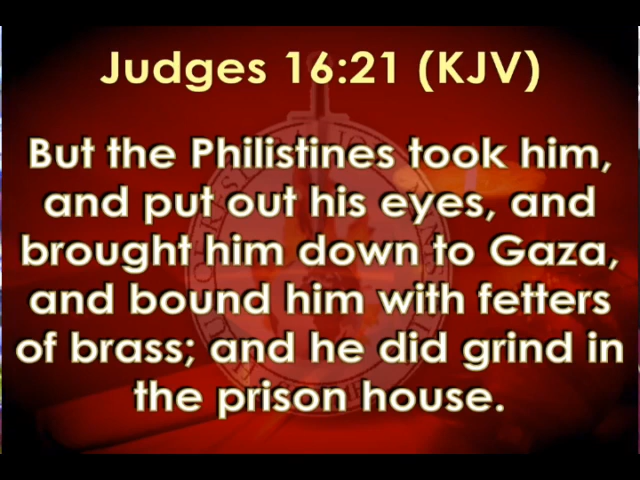 Judges 16:21 (KJV)
But the Philistines took him,
and put out his eyes, and
brought him down to Gaza,
and bound him with fetters
of brass; and he did grind in
the prison house.